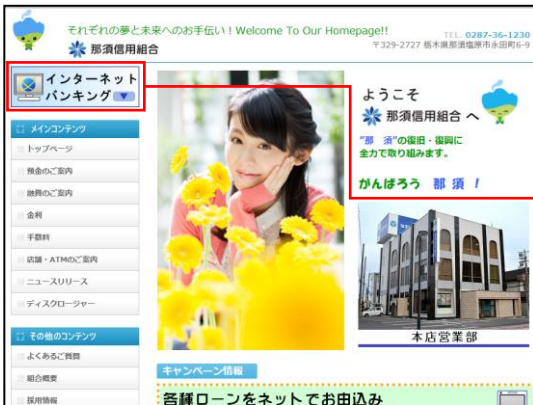 それぞれの夢と未来へのお手伝い！Welcome To Our Homepage!!
那須信用組合
TEL. 0287-36-1230
〒329-2727 栃木県那須塩原市永田町6-9
インターネット
バンキング
ようこそ
那須信用組合 へ
"那 須"の復旧・復興に
全力で取り組みます。
がんばろう 那 須 !
メインコンテンツ
トップページ
預金のご案内
融資のご案内
金利
手数料
店舗・ATMのご案内
ニュースリリース
ディスクロージャー
本店営業部
その他のコンテンツ
よくあるご質問
組合概要
採用情報
キャンペーン情報
各種ローンをネットでお申込み